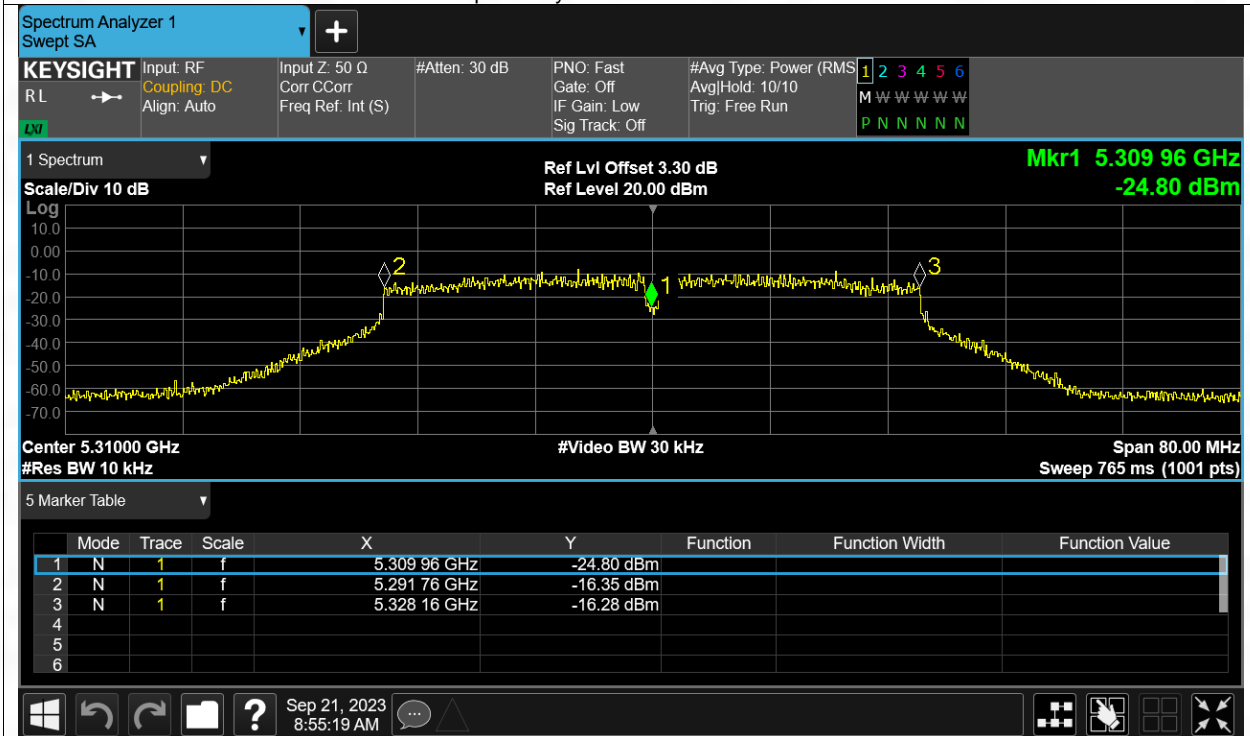 Spectrum Analyzer 1
Swept SA
+
KEYSIGHT Input: RF Input Z: 50 Ω #Atten: 30 dB PNO: Fast #Avg Type: Power (RMS 1 2 3 4 5 6
RL Coupling: DC Corr CCorr Gate: Off Avg|Hold: 10/10 M W W W W W
Align: Auto Freq Ref: Int (S) IF Gain: Low Trig: Free Run
LXI Sig Track: Off P N N N N N
1 Spectrum Ref Lvl Offset 3.30 dB Mkr1 5.309 96 GHz
Scale/Div 10 dB Ref Level 20.00 dBm -24.80 dBm
Log
10.0
0.00
-10.0 2 3
-20.0 1
-30.0
-40.0
-50.0
-60.0
-70.0
Center 5.31000 GHz #Video BW 30 kHz Span 80.00 MHz
#Res BW 10 kHz Sweep 765 ms (1001 pts)
5 Marker Table
Mode Trace Scale X Y Function Function Width Function Value
1 N 1 f 5.309 96 GHz -24.80 dBm
2 N 1 f 5.291 76 GHz -16.35 dBm
3 N 1 f 5.328 16 GHz -16.28 dBm
4
5
6
? Sep 21, 2023
8:55:19 AM